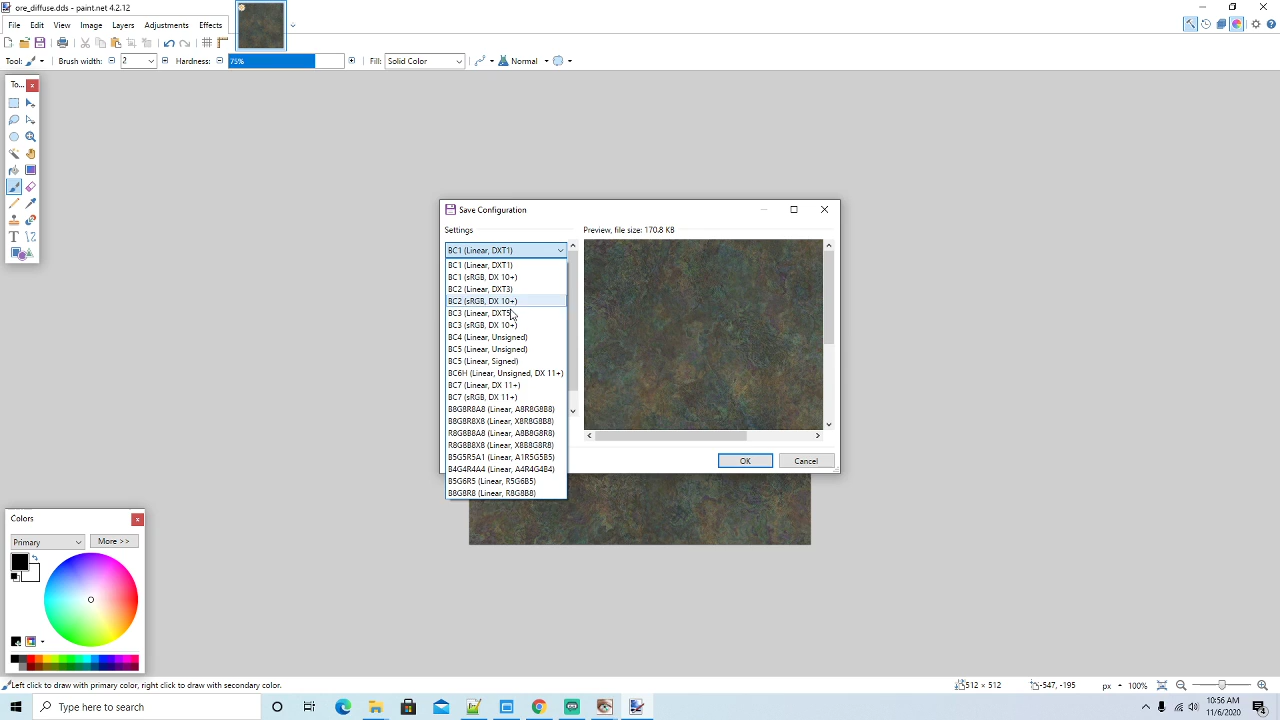 ore_diffuse.dds - paint.net 4.2.12
File Edit View Image Layers Adjustments Effects
Tool: Brush width: 2 Hardness: 75% Fill: Solid Color Normal
To...
Save Configuration
Settings
Preview, file size: 170.8 KB
BC1 (Linear, DXT1)
BC1 (Linear, DXT1)
BC1 (sRGB, DX 10+)
BC2 (Linear, DXT3)
BC2 (sRGB, DX 10+)
BC3 (Linear, DXT5)
BC3 (sRGB, DX 10+)
BC4 (Linear, Unsigned)
BC5 (Linear, Unsigned)
BC5 (Linear, Signed)
BC6H (Linear, Unsigned, DX 11+)
BC7 (Linear, DX 11+)
BC7 (sRGB, DX 11+)
B8G8R8A8 (Linear, A8R8G8B8)
B8G8R8X8 (Linear, X8R8G8B8)
R8G8B8A8 (Linear, A8B8G8R8)
R8G8B8X8 (Linear, X8B8G8R8)
B5G5R5A1 (Linear, A1R5G5B5)
B4G4R4A4 (Linear, A4R4G4B4)
B5G6R5 (Linear, R5G6B5)
B8G8R8 (Linear, R8G8B8)
OK Cancel
Colors
Primary More >>
Left click to draw with primary color, right click to draw with secondary color.
512 × 512 -547, -195 px 100%
Type here to search
10:56 AM
11/6/2020